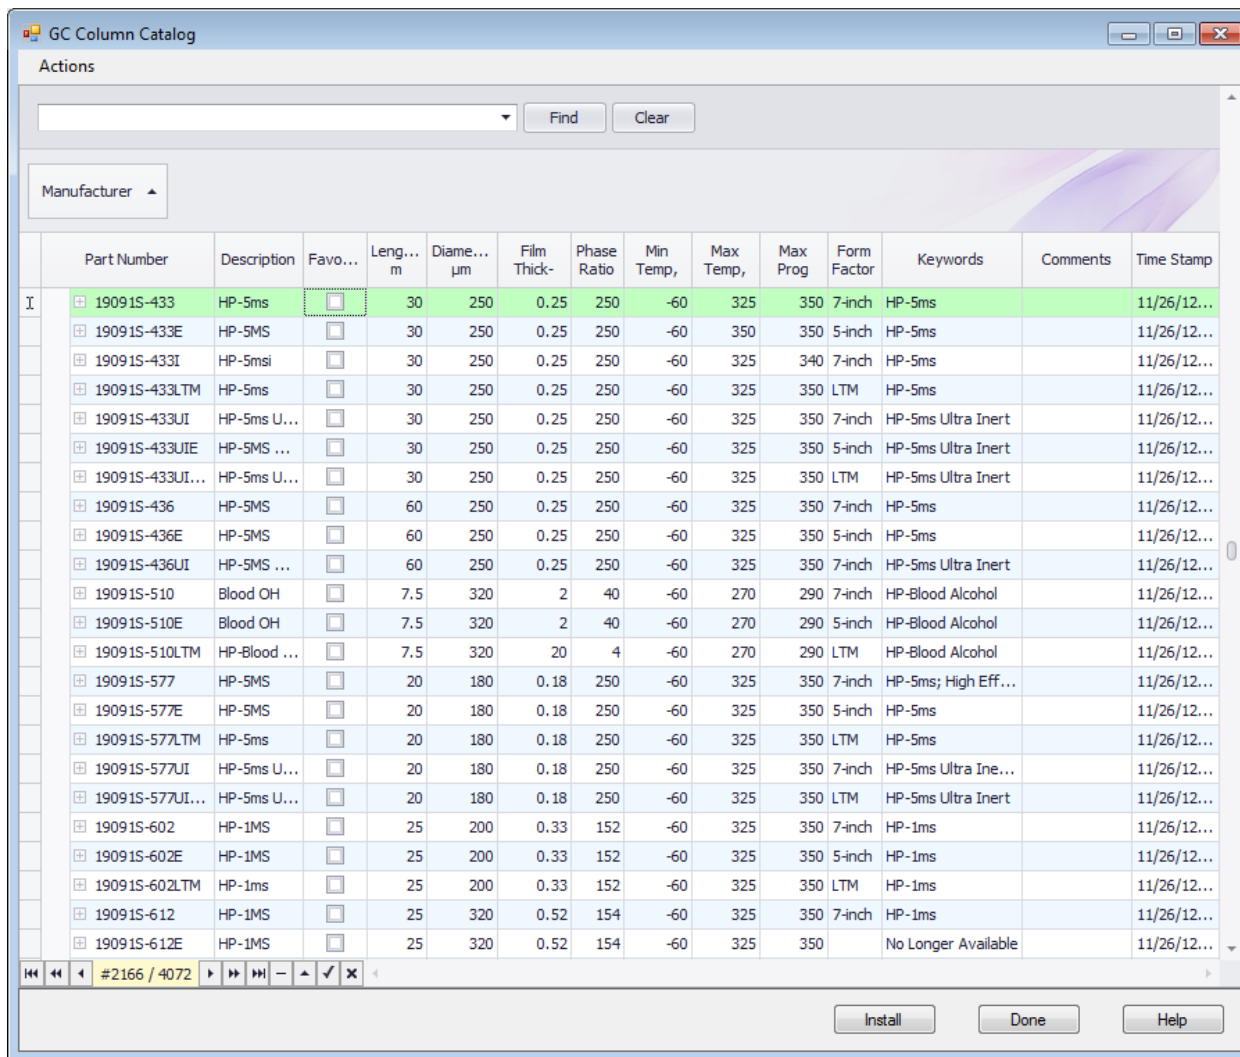 GC Column Catalog
Actions
Find Clear
Manufacturer
Part Number Description Favo... Leng... m Diame... µm Film Thick- Phase Ratio Min Temp, Max Temp, Max Prog Form Factor Keywords Comments Time Stamp
19091S-433 HP-5ms 30 250 0.25 250 -60 325 350 7-inch HP-5ms 11/26/12...
19091S-433E HP-5MS 30 250 0.25 250 -60 350 350 5-inch HP-5ms 11/26/12...
19091S-433I HP-5msi 30 250 0.25 250 -60 325 340 7-inch HP-5ms 11/26/12...
19091S-433LTM HP-5ms 30 250 0.25 250 -60 325 350 LTM HP-5ms 11/26/12...
19091S-433UI HP-5ms U... 30 250 0.25 250 -60 325 350 7-inch HP-5ms Ultra Inert 11/26/12...
19091S-433UIE HP-5MS ... 30 250 0.25 250 -60 325 350 5-inch HP-5ms Ultra Inert 11/26/12...
19091S-433UI... HP-5ms U... 30 250 0.25 250 -60 325 350 LTM HP-5ms Ultra Inert 11/26/12...
19091S-436 HP-5MS 60 250 0.25 250 -60 325 350 7-inch HP-5ms 11/26/12...
19091S-436E HP-5MS 60 250 0.25 250 -60 325 350 5-inch HP-5ms 11/26/12...
19091S-436UI HP-5MS ... 60 250 0.25 250 -60 325 350 7-inch HP-5ms Ultra Inert 11/26/12...
19091S-510 Blood OH 7.5 320 2 40 -60 270 290 7-inch HP-Blood Alcohol 11/26/12...
19091S-510E Blood OH 7.5 320 2 40 -60 270 290 5-inch HP-Blood Alcohol 11/26/12...
19091S-510LTM HP-Blood ... 7.5 320 20 4 -60 270 290 LTM HP-Blood Alcohol 11/26/12...
19091S-577 HP-5MS 20 180 0.18 250 -60 325 350 7-inch HP-5ms; High Eff... 11/26/12...
19091S-577E HP-5MS 20 180 0.18 250 -60 325 350 5-inch HP-5ms 11/26/12...
19091S-577LTM HP-5ms 20 180 0.18 250 -60 325 350 LTM HP-5ms 11/26/12...
19091S-577UI HP-5ms U... 20 180 0.18 250 -60 325 350 7-inch HP-5ms Ultra Ine... 11/26/12...
19091S-577UI... HP-5ms U... 20 180 0.18 250 -60 325 350 LTM HP-5ms Ultra Inert 11/26/12...
19091S-602 HP-1MS 25 200 0.33 152 -60 325 350 7-inch HP-1ms 11/26/12...
19091S-602E HP-1MS 25 200 0.33 152 -60 325 350 5-inch HP-1ms 11/26/12...
19091S-602LTM HP-1ms 25 200 0.33 152 -60 325 350 LTM HP-1ms 11/26/12...
19091S-612 HP-1MS 25 320 0.52 154 -60 325 350 7-inch HP-1ms 11/26/12...
19091S-612E HP-1MS 25 320 0.52 154 -60 325 350 No Longer Available 11/26/12...
#2166 / 4072
Install Done Help